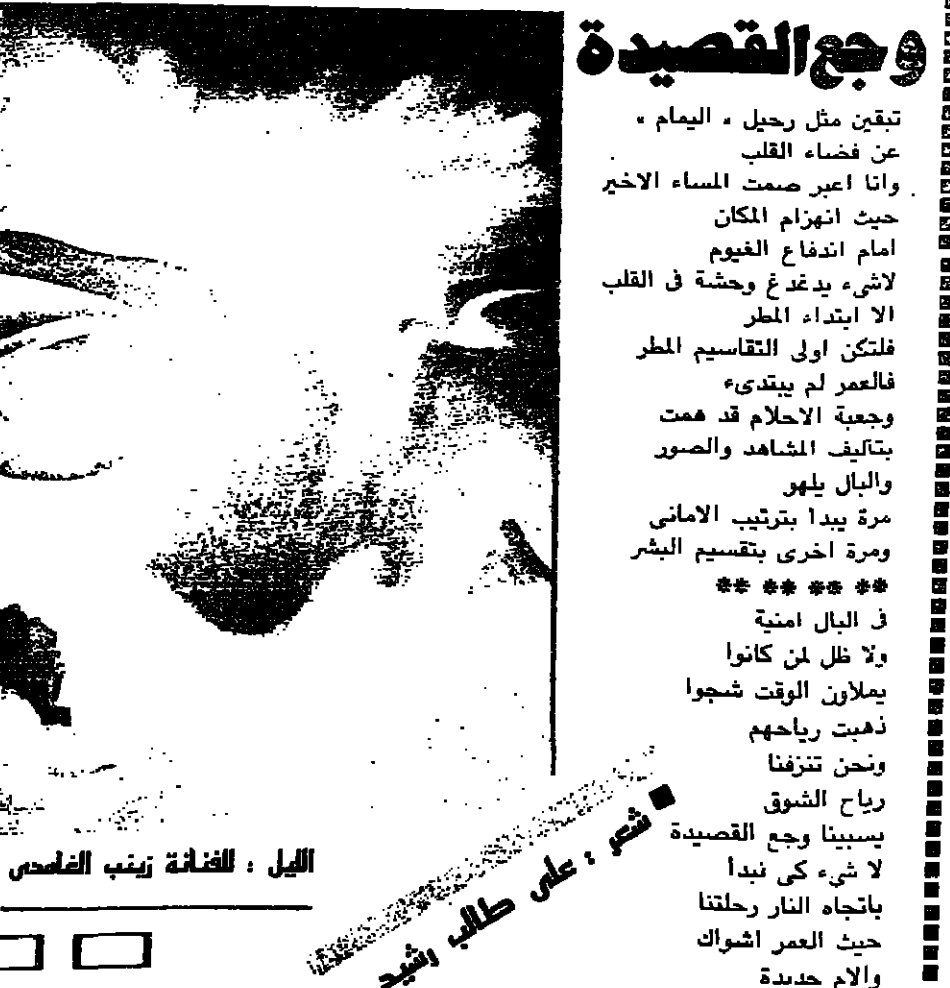 وجع القصيدة
تبقين مثل رحيل « اليمام »
عن فضاء القلب
وانا اعبر صمت المساء الاخير
حيث انهزام المكان
امام اندفاع الغيوم
لاشىء يدغدغ وحشة فى القلب
الا ابتداء المطر
فلتكن اولى التقاسيم المطر
فالعمر لم يبتدىء
وجعبة الاحلام قد همت
بتاليف المشاهد والصور
والبال يلهو
مرة يبدا بترتيب الامانى
ومرة اخرى بتقسيم البشر
** ** ** **
فى البال امنية
ولا ظل لمن كانوا
يملاون الوقت شجوا
ذهبت رياحهم
ونحن تنزفنا
رياح الشوق
يسبينا وجع القصيدة
لا شىء كى نبدأ
باتجاه النار رحلتنا
حيث العمر اشواك
والام جديدة
شعر : على طالب رشيد
الليل : للفنانة زينب الغامدى